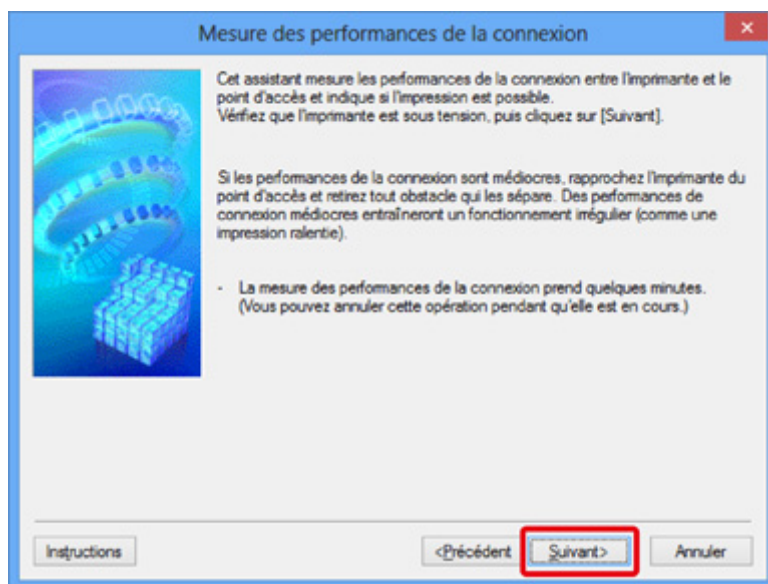 Mesure des performances de la connexion
Cet assistant mesure les performances de la connexion entre l'imprimante et le
point d'accès et indique si l'impression est possible.
Vérifiez que l'imprimante est sous tension, puis cliquez sur [Suivant].
Si les performances de la connexion sont médiocres, rapprochez l'imprimante du
point d'accès et retirez tout obstacle qui les sépare. Des performances de
connexion médiocres entraîneront un fonctionnement irrégulier (comme une
impression ralentie).
- La mesure des performances de la connexion prend quelques minutes.
(Vous pouvez annuler cette opération pendant qu'elle est en cours.)
Instructions
<Précédent
Suivant>
Annuler